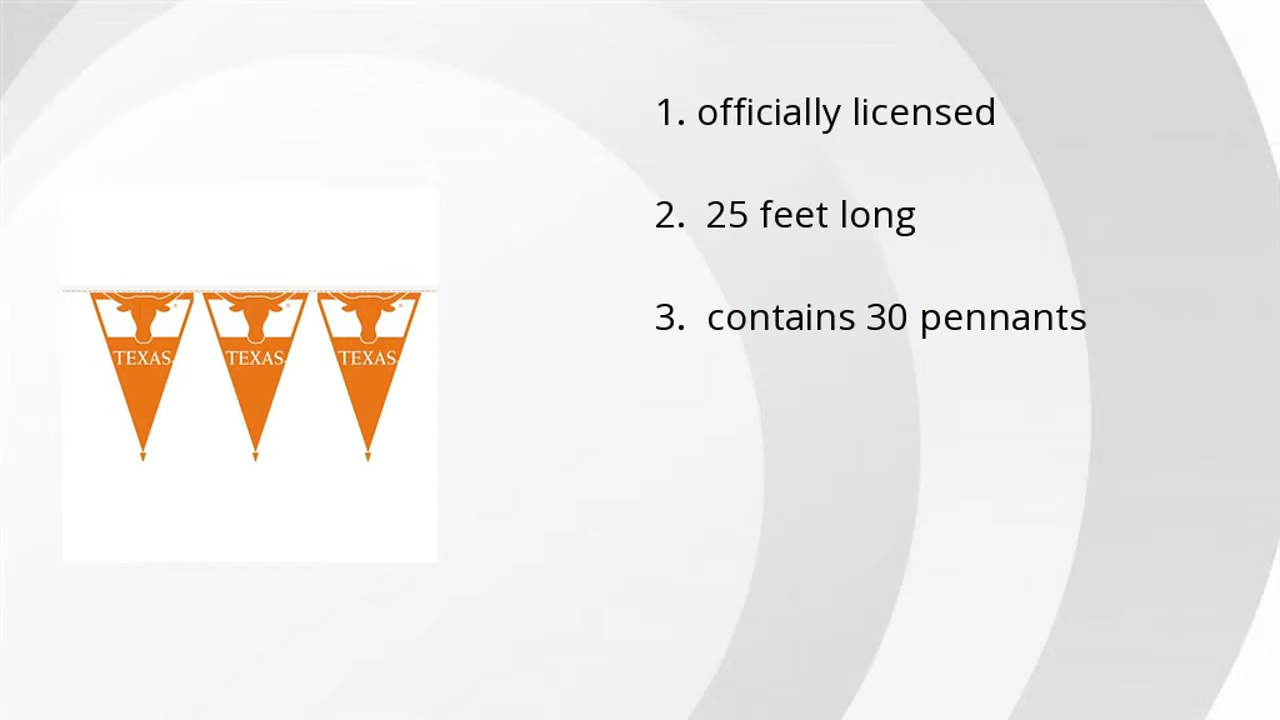 1. officially licensed
2. 25 feet long
3. contains 30 pennants
TEXAS TEXAS TEXAS